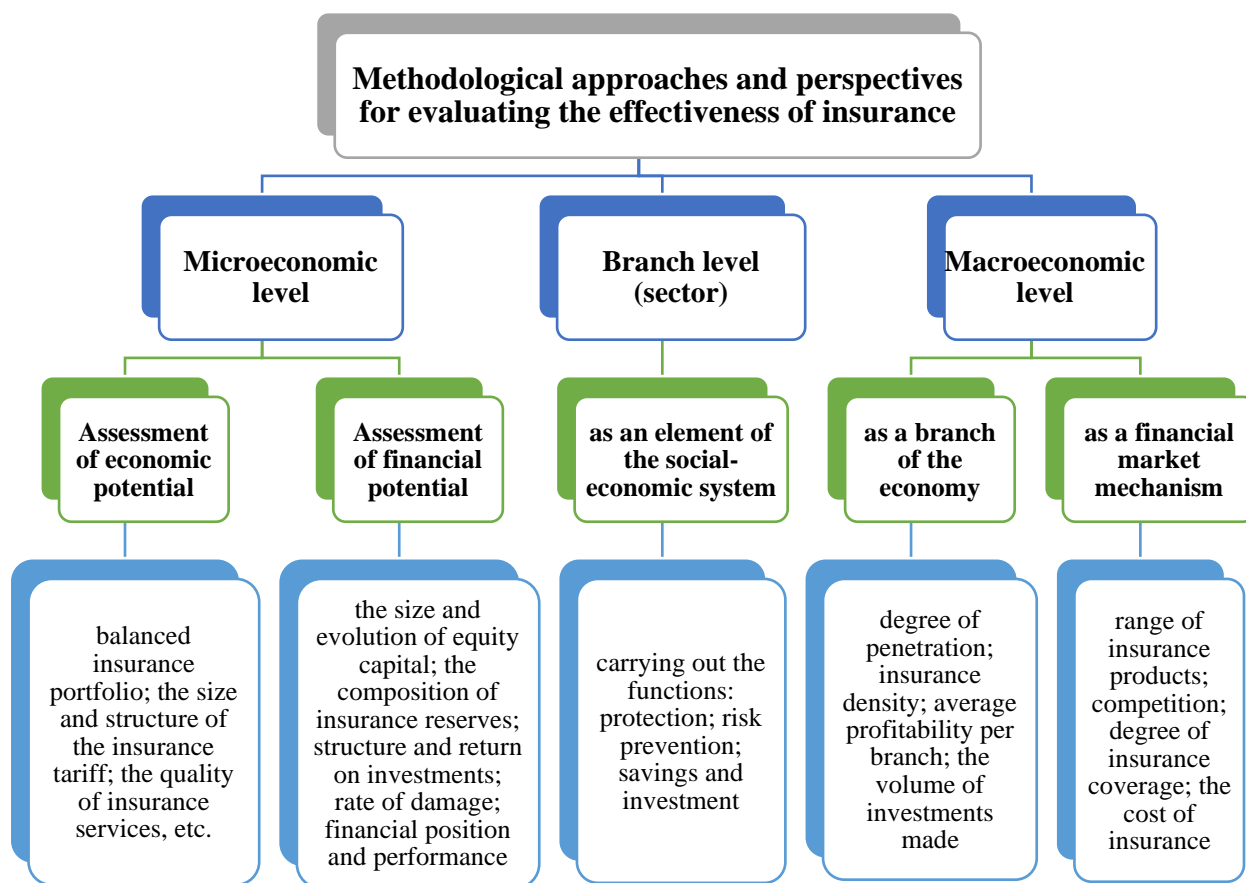 Methodological approaches and perspectives
for evaluating the effectiveness of insurance
Microeconomic
level
Branch level
(sector)
Macroeconomic
level
Assessment
of economic
potential
Assessment
of financial
potential
as an element of
the social-
economic system
as a branch
of the
economy
as a financial
market
mechanism
balanced
insurance
portfolio; the size
and structure of
the insurance
tariff; the quality
of insurance
services, etc.
the size and
evolution of equity
capital; the
composition of
insurance reserves;
structure and return
on investments;
rate of damage;
financial position
and performance
carrying out the
functions:
protection; risk
prevention;
savings and
investment
degree of
penetration;
insurance
density; average
profitability per
branch; the
volume of
investments
made
range of
insurance
products;
competition;
degree of
insurance
coverage; the
cost of
insurance